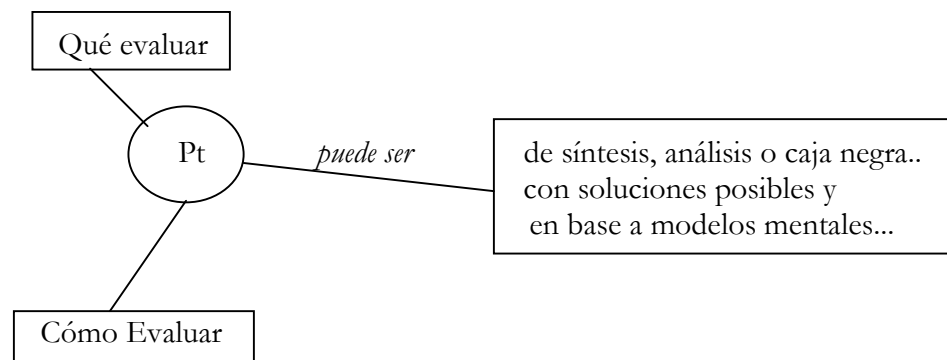 Qué evaluar
Pt
puede ser
de síntesis, análisis o caja negra..
con soluciones posibles y
en base a modelos mentales...
Cómo Evaluar